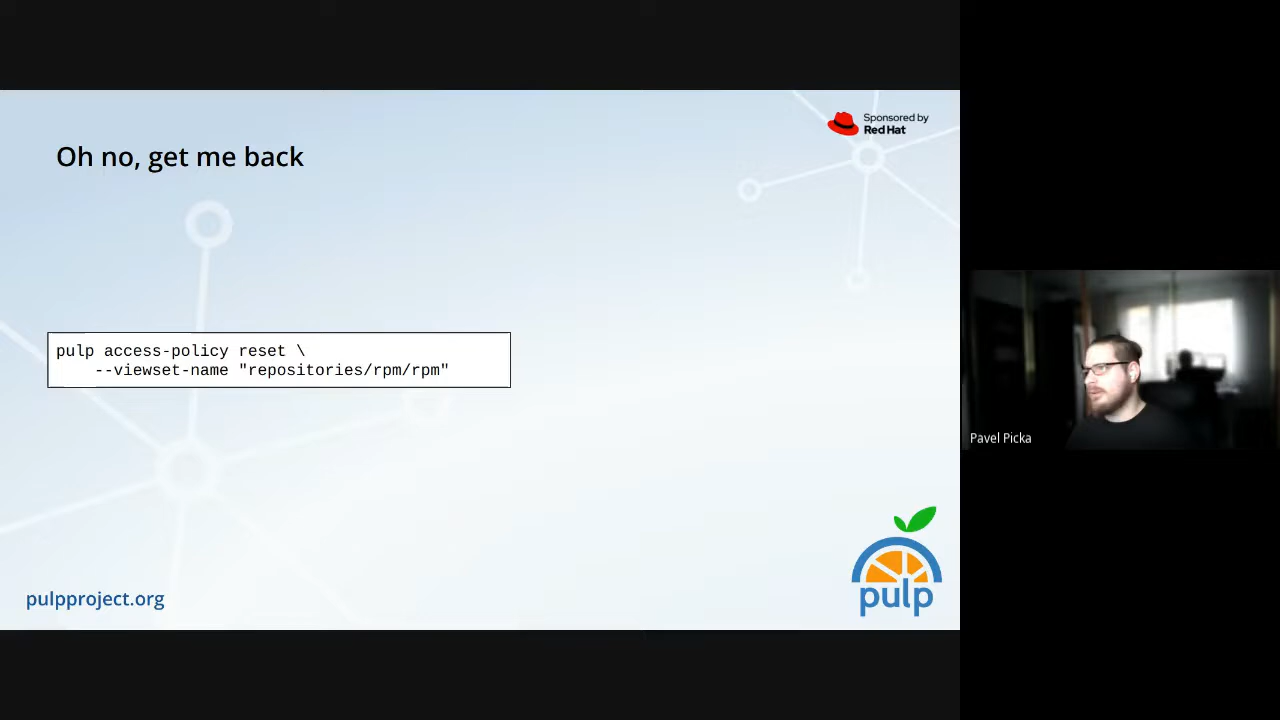 Sponsored by
Red Hat
Oh no, get me back
pulp access-policy reset \
--viewset-name "repositories/rpm/rpm"
Pavel Picka
pulpproject.org
pulp